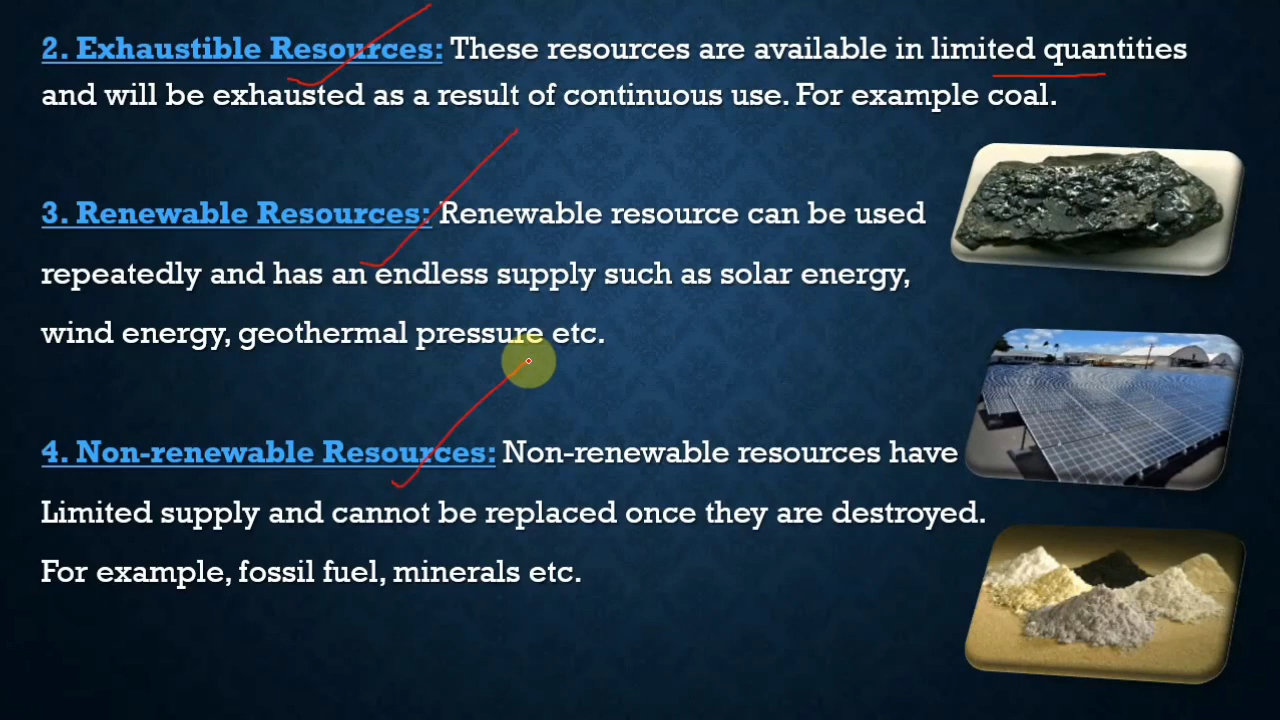 2. Exhaustible Resources: These resources are available in limited quantities
and will be exhausted as a result of continuous use. For example coal.
3. Renewable Resources: Renewable resource can be used
repeatedly and has an endless supply such as solar energy,
wind energy, geothermal pressure etc.
4. Non-renewable Resources: Non-renewable resources have
Limited supply and cannot be replaced once they are destroyed.
For example, fossil fuel, minerals etc.